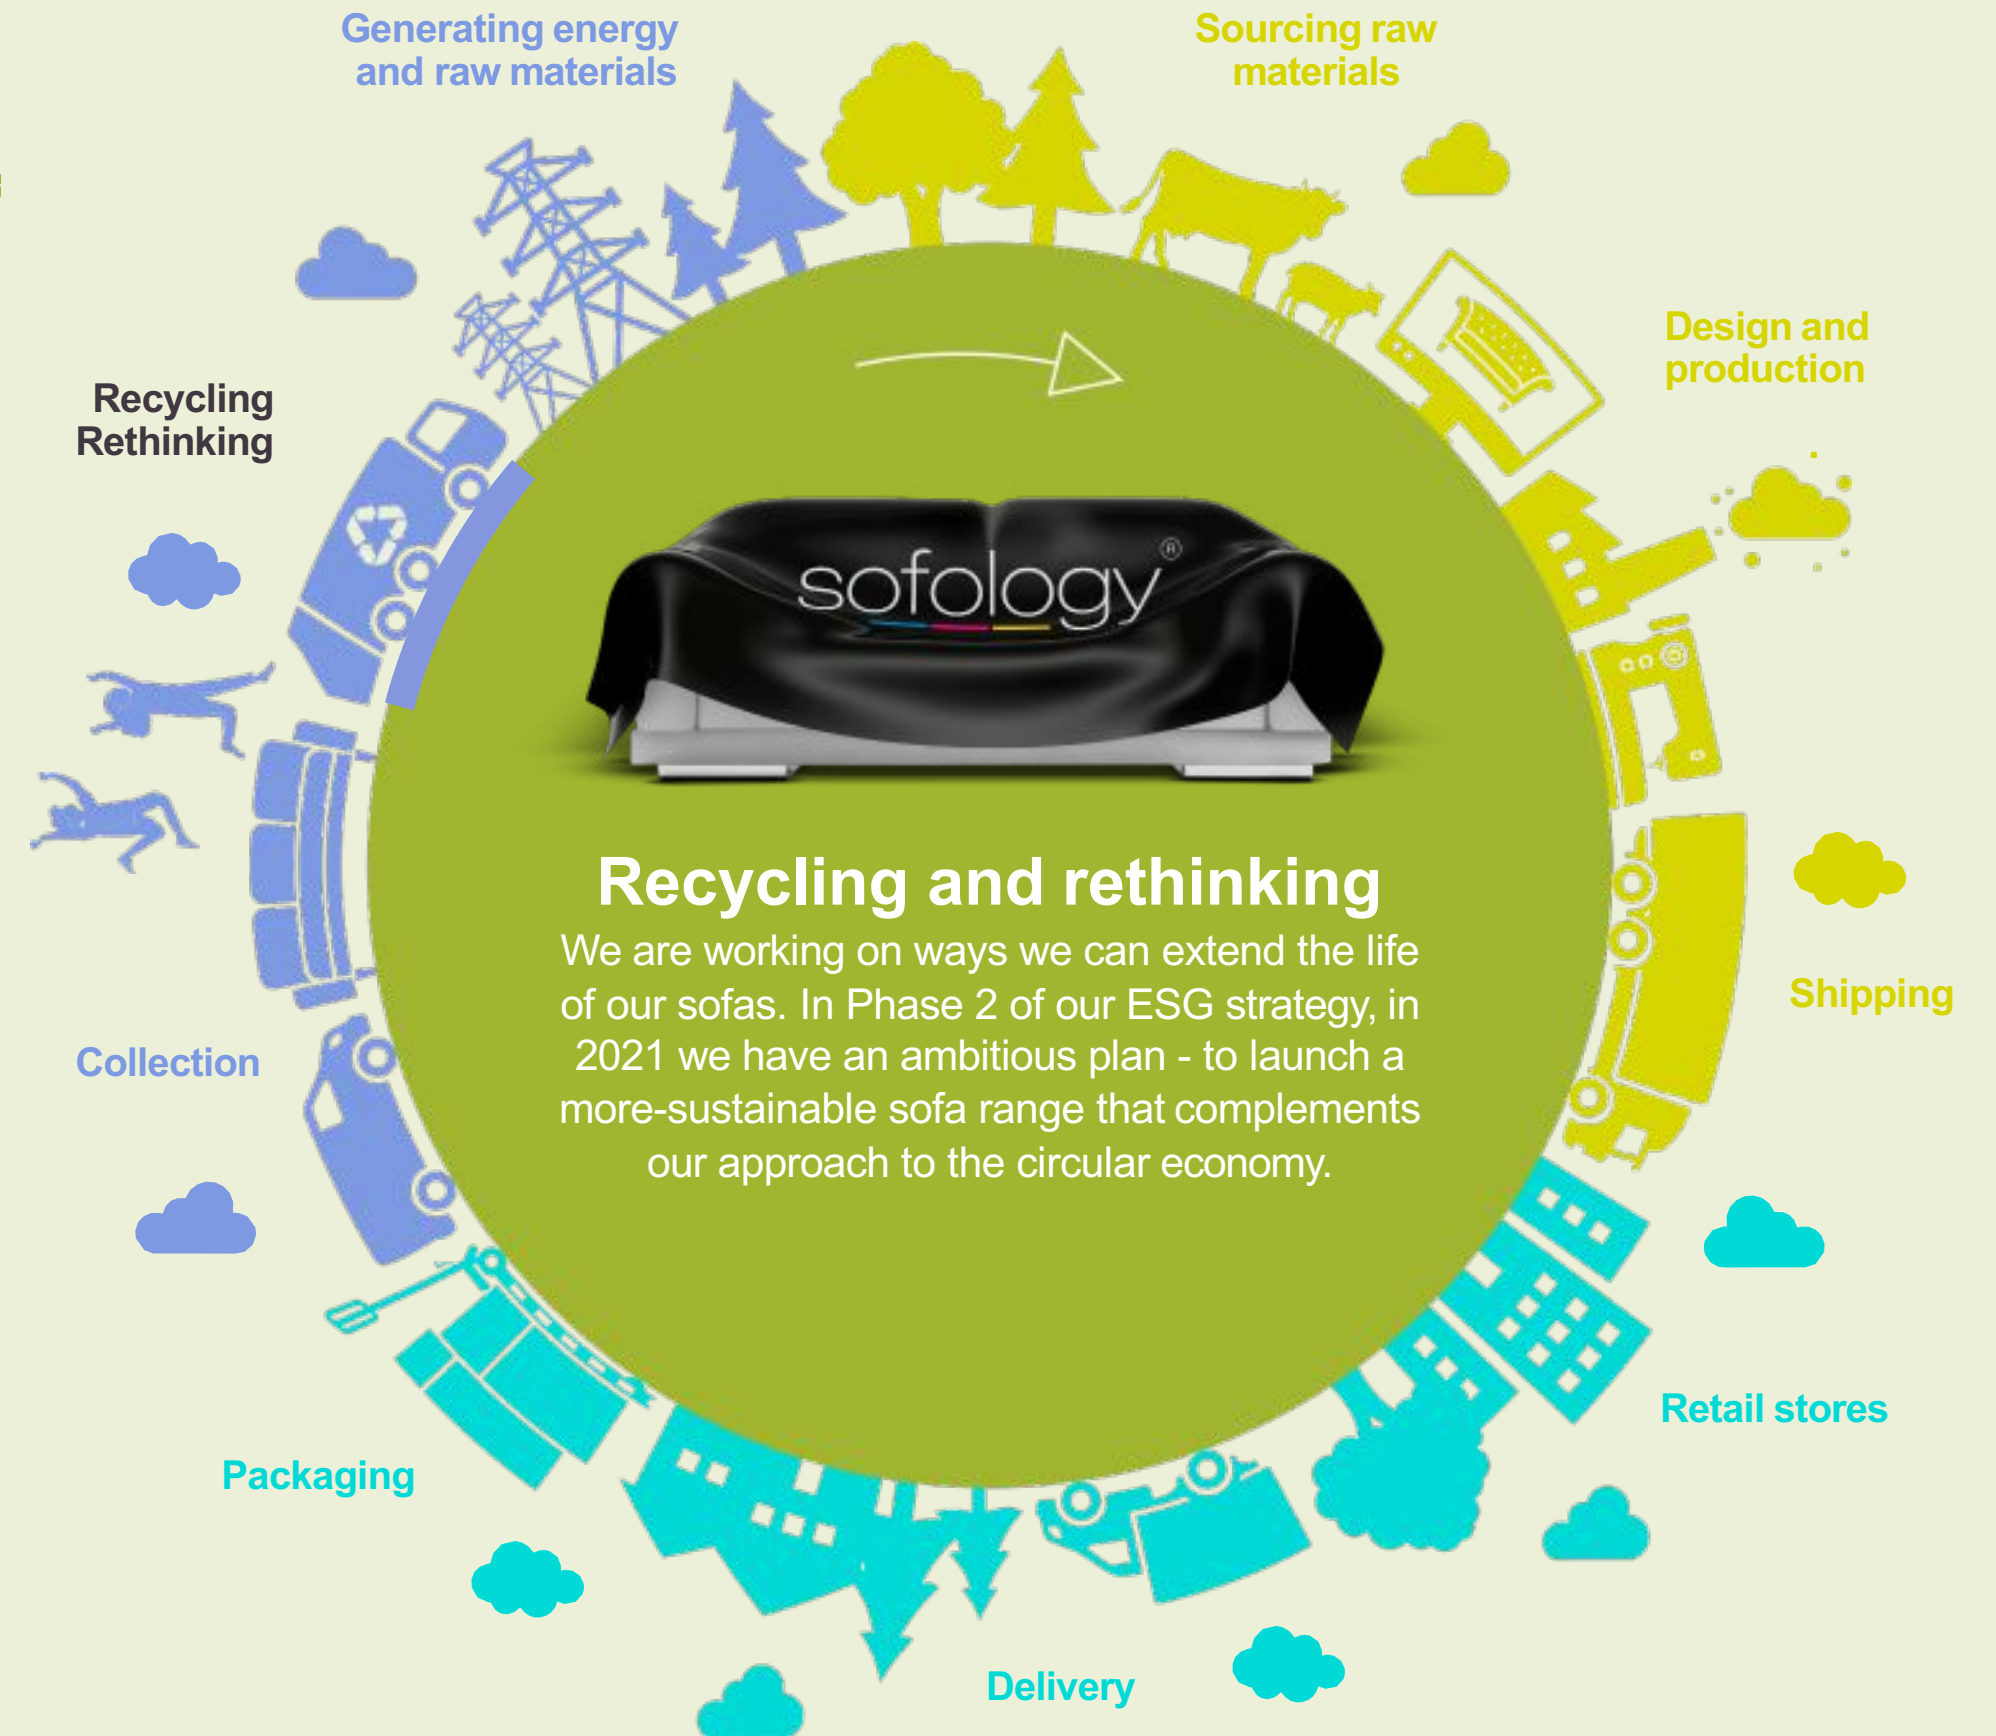 Generating energy
and raw materials
Sourcing raw
materials
Design and
production
Recycling
Rethinking
sofology®
Recycling and rethinking
We are working on ways we can extend the life
of our sofas. In Phase 2 of our ESG strategy, in
2021 we have an ambitious plan - to launch a
more-sustainable sofa range that complements
our approach to the circular economy.
Shipping
Collection
Retail stores
Packaging
Delivery